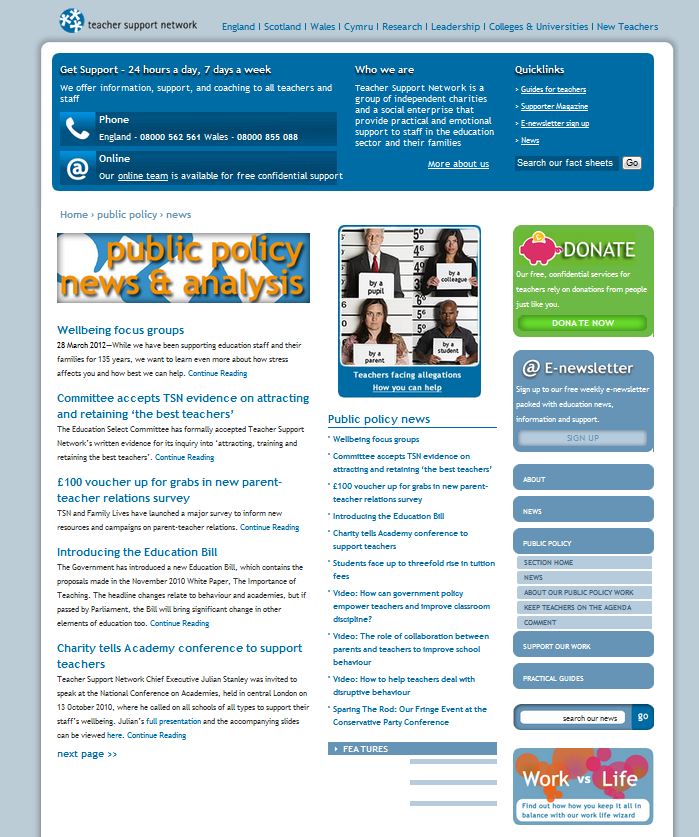 teacher support network
England | Scotland | Wales | Cymru | Research | Leadership | Colleges & Universities | New Teachers
Get Support – 24 hours a day, 7 days a week
We offer information, support, and coaching to all teachers and
staff
Phone
England - 08000 562 561 Wales - 08000 855 088
@ Online
Our online team is available for free confidential support
Who we are
Teacher Support Network is a
group of independent charities
and a social enterprise that
provide practical and emotional
support to staff in the education
sector and their families
More about us
Quicklinks
> Guides for teachers
> Supporter Magazine
> E-newsletter sign up
> News
Search our fact sheets Go
Home › public policy › news
public policy
news & analysis
Wellbeing focus groups
28 March 2012—While we have been supporting education staff and their
families for 135 years, we want to learn even more about how stress
affects you and how best we can help. Continue Reading
Committee accepts TSN evidence on attracting
and retaining ‘the best teachers’
The Education Select Committee has formally accepted Teacher Support
Network’s written evidence for its inquiry into ‘attracting, training and
retaining the best teachers’. Continue Reading
£100 voucher up for grabs in new parent-
teacher relations survey
TSN and Family Lives have launched a major survey to inform new
resources and campaigns on parent-teacher relations. Continue Reading
Introducing the Education Bill
The Government has introduced a new Education Bill, which contains the
proposals made in the November 2010 White Paper, The Importance of
Teaching. The headline changes relate to behaviour and academies, but if
passed by Parliament, the Bill will bring significant change in other
elements of education too. Continue Reading
Charity tells Academy conference to support
teachers
Teacher Support Network Chief Executive Julian Stanley was invited to
speak at the National Conference on Academies, held in central London on
13 October 2010, where he called on all schools of all types to support their
staff’s wellbeing. Julian’s full presentation and the accompanying slides
can be viewed here. Continue Reading
next page >>
by a
pupil
by a
colleague
by a
parent
by a
student
Teachers facing allegations
How you can help
Public policy news
Wellbeing focus groups
Committee accepts TSN evidence on
attracting and retaining ‘the best teachers’
£100 voucher up for grabs in new parent-
teacher relations survey
Introducing the Education Bill
Charity tells Academy conference to
support teachers
Students face up to threefold rise in tuition
fees
Video: How can government policy
empower teachers and improve classroom
discipline?
Video: The role of collaboration between
parents and teachers to improve school
behaviour
Video: How to help teachers deal with
disruptive behaviour
Sparing The Rod: Our Fringe Event at the
Conservative Party Conference
FEATURES
DONATE
Our free, confidential services for
teachers rely on donations from people
just like you.
DONATE NOW
@ E-newsletter
Sign up to our free weekly e-newsletter
packed with education news,
information and support.
SIGN UP
ABOUT
NEWS
PUBLIC POLICY
SECTION HOME
NEWS
ABOUT OUR PUBLIC POLICY WORK
KEEP TEACHERS ON THE AGENDA
COMMENT
SUPPORT OUR WORK
PRACTICAL GUIDES
search our news go
Work vs Life
Find out how how you keep it all in
balance with our work life wizard